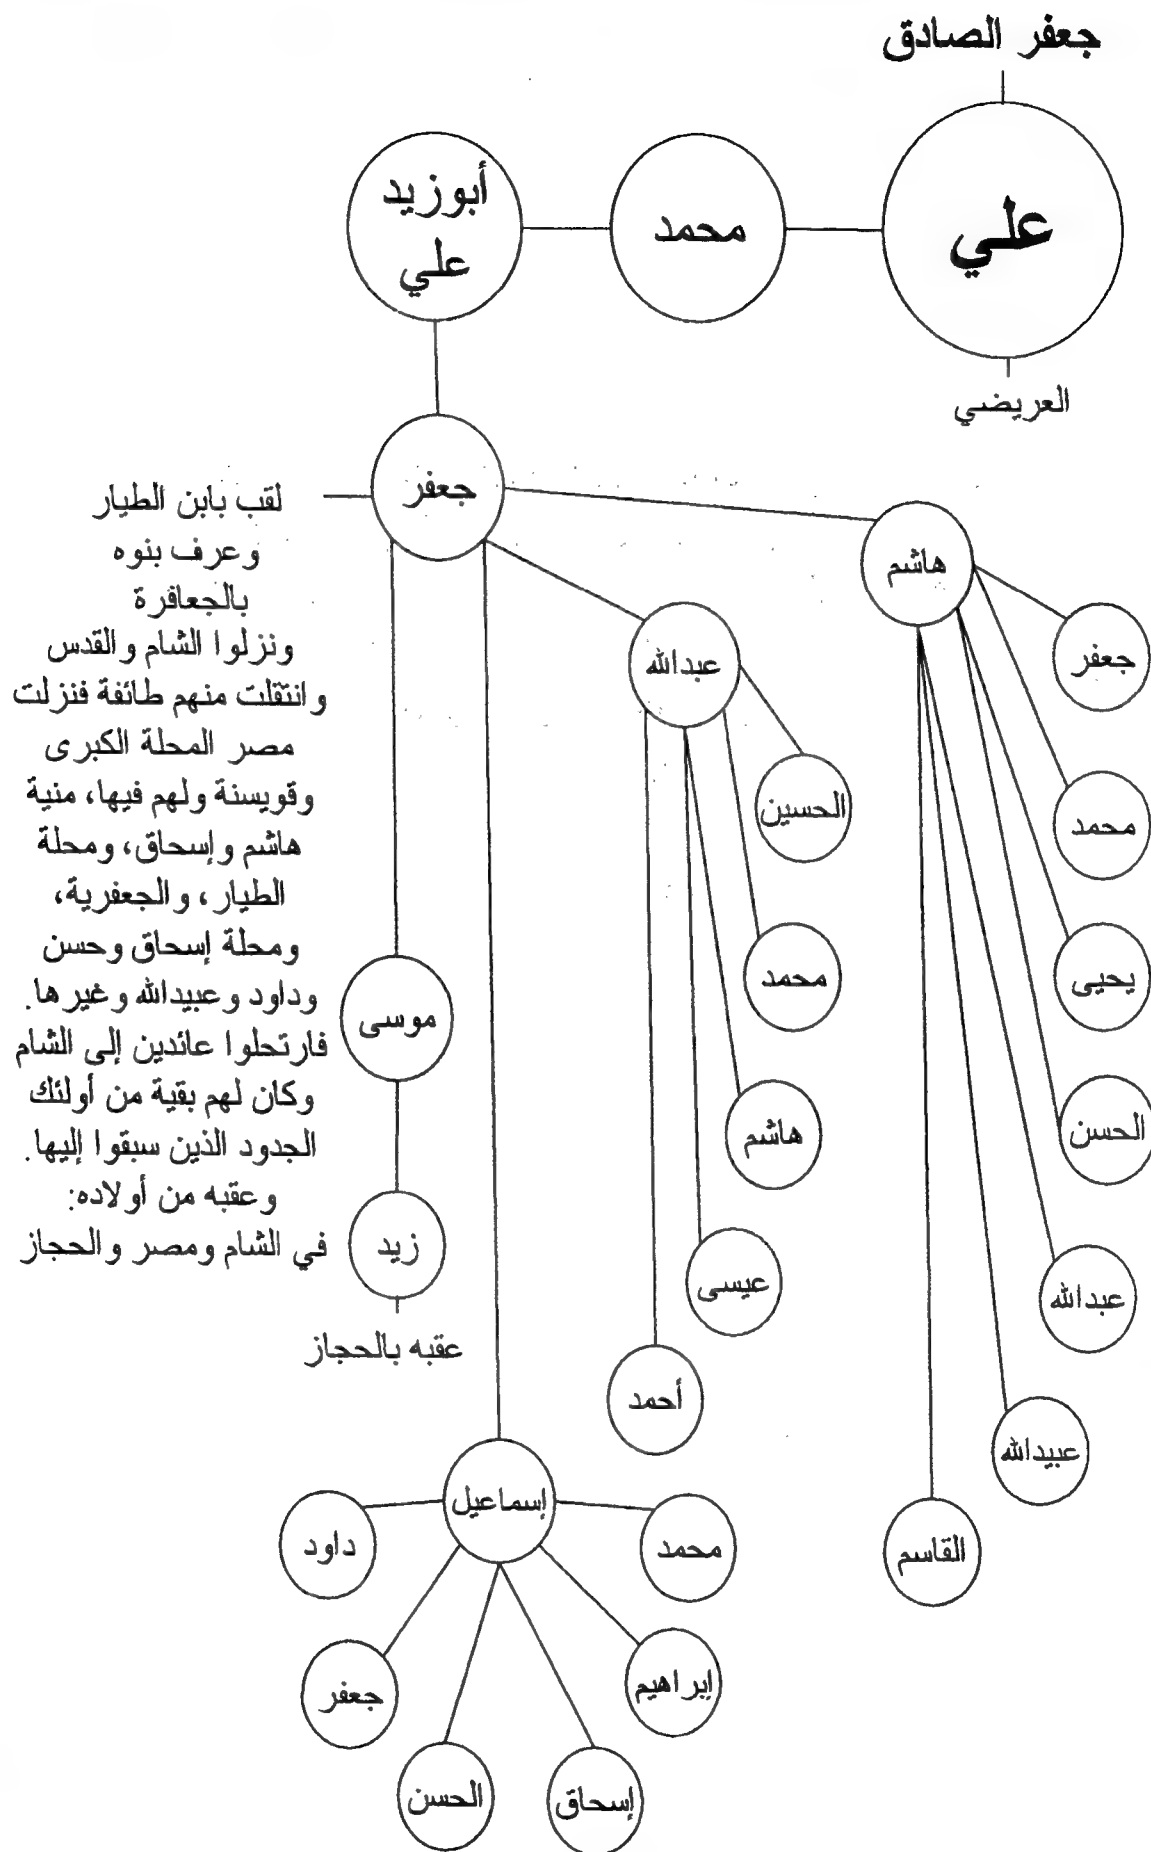 جعفر الصادق
علي
محمد
أبوزيد
علي
العريضي
جعفر
لقب بابن الطيار
وعرف بنوه
بالجعافرة
ونزلوا الشام والقدس
وانتقلت منهم طائفة فنزلت
مصر المحلة الكبرى
وقويسنة ولهم فيها، منية
هاشم وإسحاق، ومحلة
الطيار، والجعفرية،
ومحلة إسحاق وحسن
وداود وعبيدالله وغيرها.
فارتحلوا عائدين إلى الشام
وكان لهم بقية من أولئك
الجدود الذين سبقوا إليها.
وعقبه من أولاده:
في الشام ومصر والحجاز
هاشم
جعفر
محمد
يحيى
الحسن
عبدالله
عبيدالله
القاسم
عبدالله
الحسين
محمد
هاشم
عيسى
أحمد
موسى
زيد
عقبه بالحجاز
إسماعيل
محمد
إبراهيم
إسحاق
الحسن
جعفر
داود